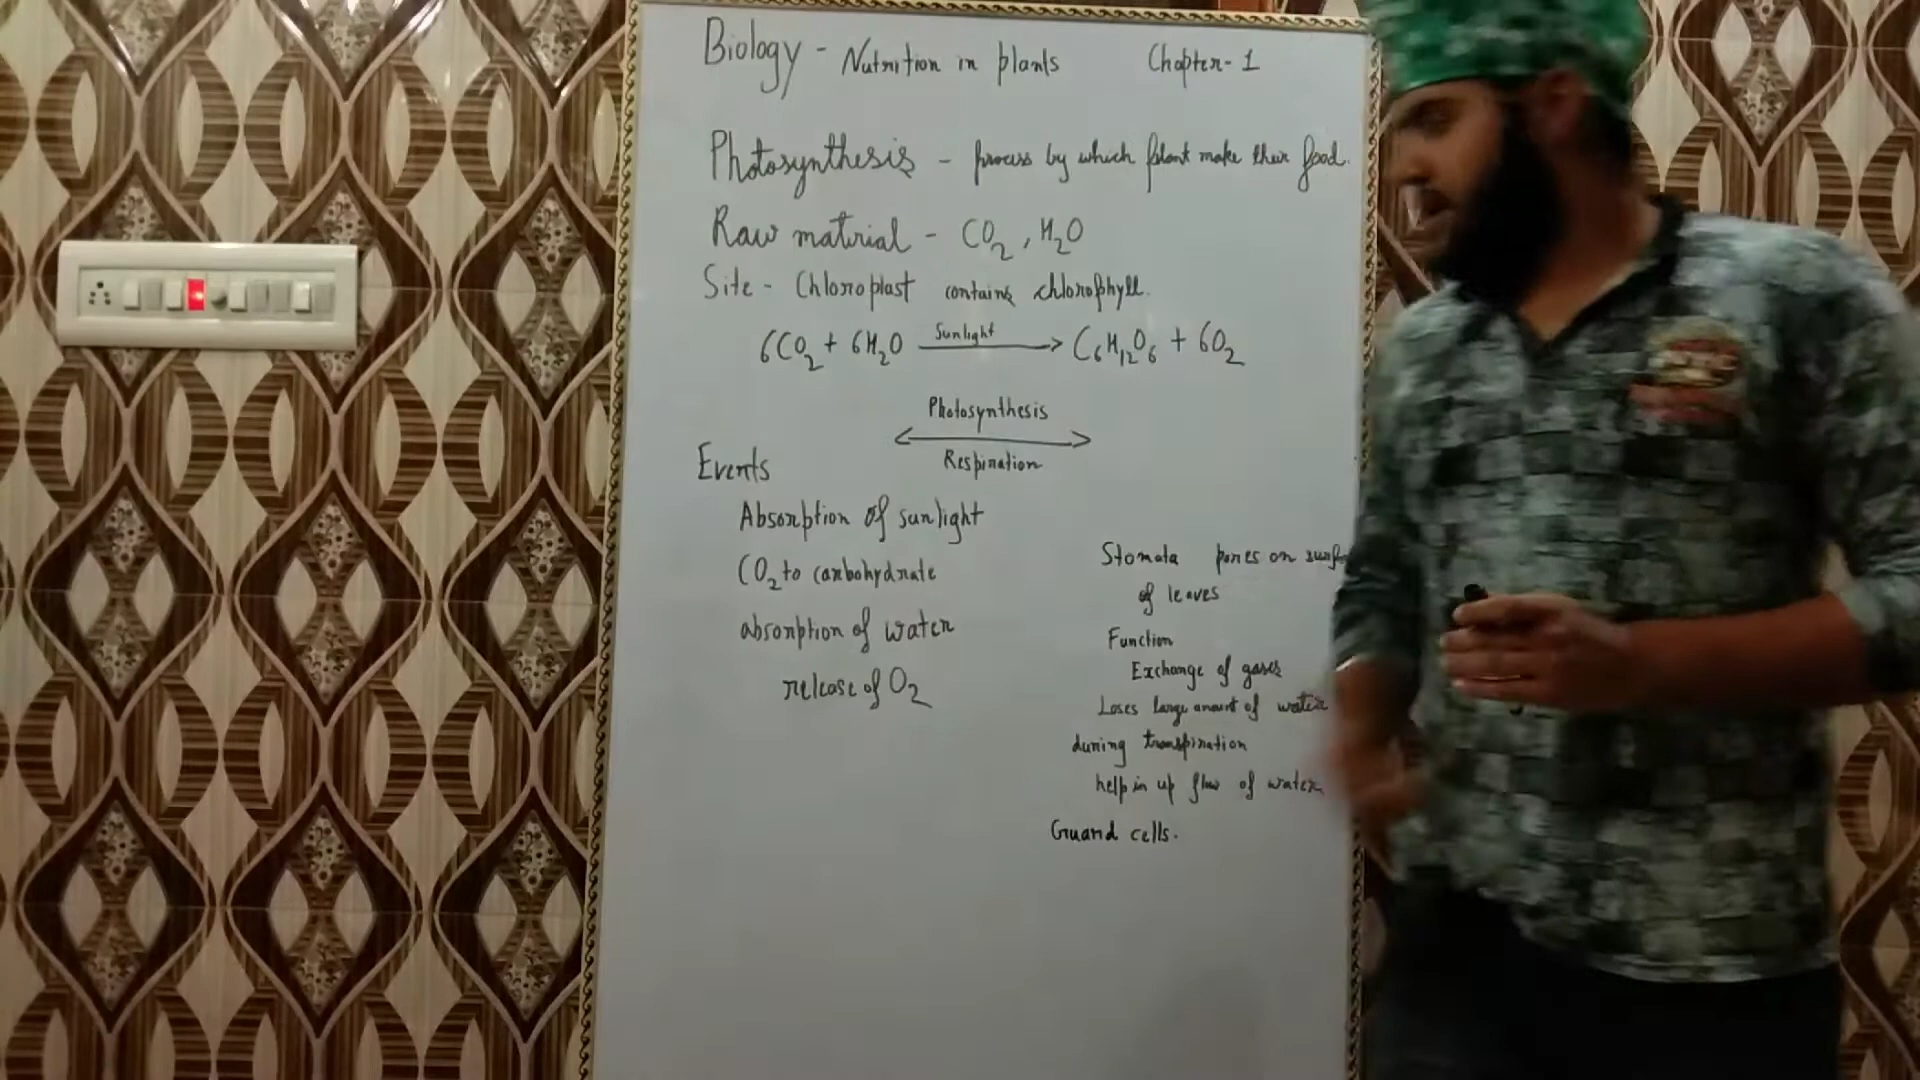 Biology - Nutrition in plants Chapter-1
Photosynthesis - process by which plant make their food.
Raw material - CO2, H2O
Site - Chloroplast contains chlorophyll.
6CO2 + 6H2O Sunlight → C6H12O6 + 6O2
Photosynthesis
Respiration
Events
Absorption of sunlight
CO2 to carbohydrate
absorption of water
release of O2
Stomata pores on
of leaves
Function
Exchange of gases
Loses large amount of water
during transpiration
help in up flow of water
Guard cells.